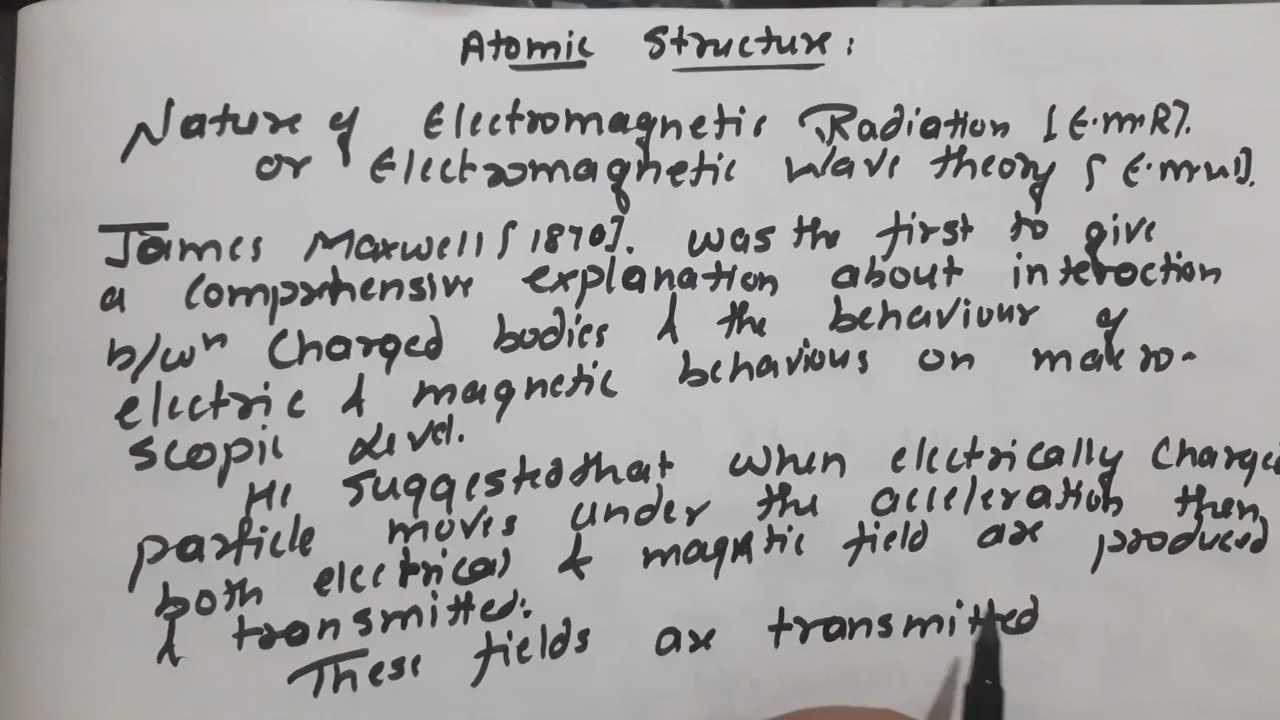 Atomic Structure:
Nature of Electromagnetic Radiation [E.m.R].
or Electromagnetic Wave theory [E.m.w].
James Maxwell [1870]. was the first to give
a comprehensive explanation about interaction
b/wn Charged bodies & the behaviour of
electric & magnetic behaviours on makro-
scopic Level.
He suggested that when electrically charged
particle moves under the acceleration then
both electrical & magnetic field are produced
& transmitted:
These fields are transmitted